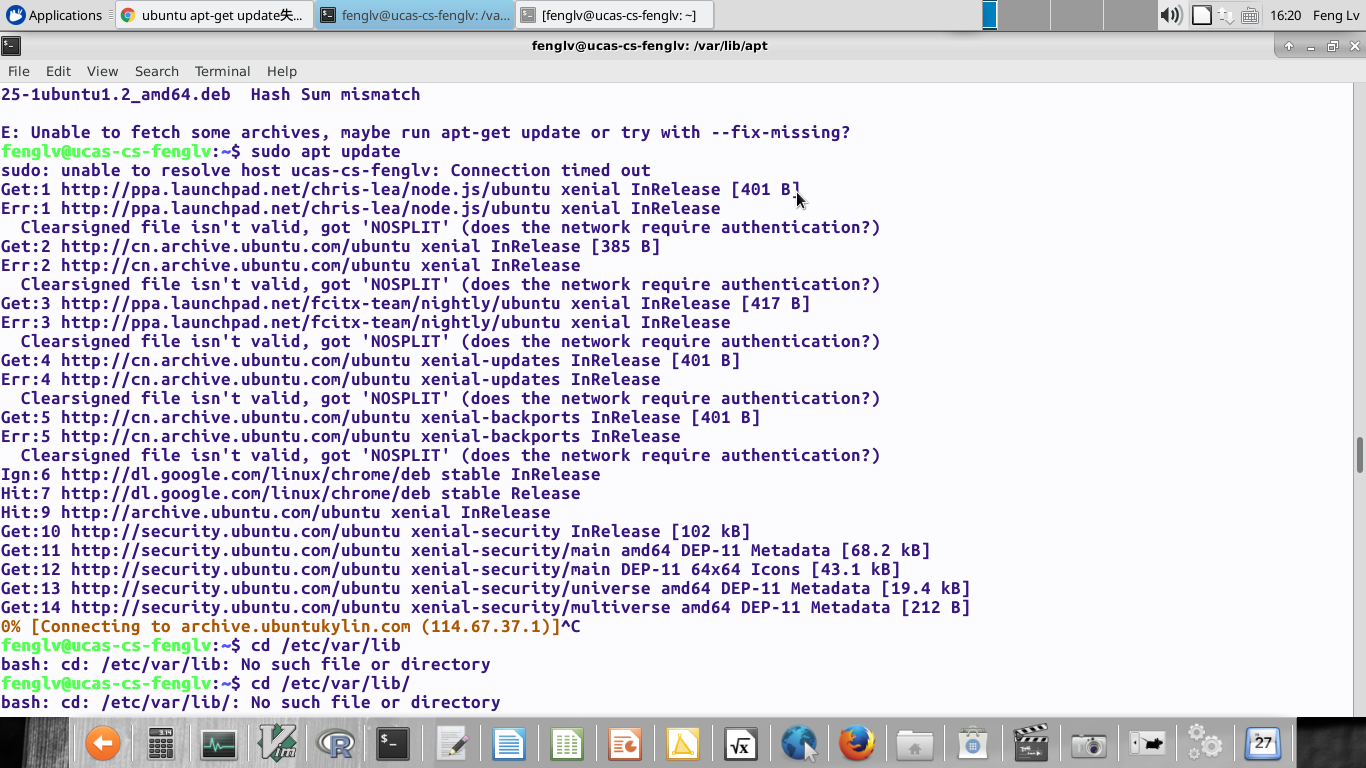 Applications
ubuntu apt-get update失...
fenglv@ucas-cs-fenglv: /va...
[fenglv@ucas-cs-fenglv: ~]
16:20 Feng Lv
fenglv@ucas-cs-fenglv: /var/lib/apt
File Edit View Search Terminal Help
25-1ubuntu1.2_amd64.deb  Hash Sum mismatch
E: Unable to fetch some archives, maybe run apt-get update or try with --fix-missing?
fenglv@ucas-cs-fenglv:~$ sudo apt update
sudo: unable to resolve host ucas-cs-fenglv: Connection timed out
Get:1 http://ppa.launchpad.net/chris-lea/node.js/ubuntu xenial InRelease [401 B]
Err:1 http://ppa.launchpad.net/chris-lea/node.js/ubuntu xenial InRelease
  Clearsigned file isn't valid, got 'NOSPLIT' (does the network require authentication?)
Get:2 http://cn.archive.ubuntu.com/ubuntu xenial InRelease [385 B]
Err:2 http://cn.archive.ubuntu.com/ubuntu xenial InRelease
  Clearsigned file isn't valid, got 'NOSPLIT' (does the network require authentication?)
Get:3 http://ppa.launchpad.net/fcitx-team/nightly/ubuntu xenial InRelease [417 B]
Err:3 http://ppa.launchpad.net/fcitx-team/nightly/ubuntu xenial InRelease
  Clearsigned file isn't valid, got 'NOSPLIT' (does the network require authentication?)
Get:4 http://cn.archive.ubuntu.com/ubuntu xenial-updates InRelease [401 B]
Err:4 http://cn.archive.ubuntu.com/ubuntu xenial-updates InRelease
  Clearsigned file isn't valid, got 'NOSPLIT' (does the network require authentication?)
Get:5 http://cn.archive.ubuntu.com/ubuntu xenial-backports InRelease [401 B]
Err:5 http://cn.archive.ubuntu.com/ubuntu xenial-backports InRelease
  Clearsigned file isn't valid, got 'NOSPLIT' (does the network require authentication?)
Ign:6 http://dl.google.com/linux/chrome/deb stable InRelease
Hit:7 http://dl.google.com/linux/chrome/deb stable Release
Hit:9 http://archive.ubuntu.com/ubuntu xenial InRelease
Get:10 http://security.ubuntu.com/ubuntu xenial-security InRelease [102 kB]
Get:11 http://security.ubuntu.com/ubuntu xenial-security/main amd64 DEP-11 Metadata [68.2 kB]
Get:12 http://security.ubuntu.com/ubuntu xenial-security/main DEP-11 64x64 Icons [43.1 kB]
Get:13 http://security.ubuntu.com/ubuntu xenial-security/universe amd64 DEP-11 Metadata [19.4 kB]
Get:14 http://security.ubuntu.com/ubuntu xenial-security/multiverse amd64 DEP-11 Metadata [212 B]
0% [Connecting to archive.ubuntukylin.com (114.67.37.1)]^C
fenglv@ucas-cs-fenglv:~$ cd /etc/var/lib
bash: cd: /etc/var/lib: No such file or directory
fenglv@ucas-cs-fenglv:~$ cd /etc/var/lib/
bash: cd: /etc/var/lib/: No such file or directory
3.14
Vim
R
$_
√x
27